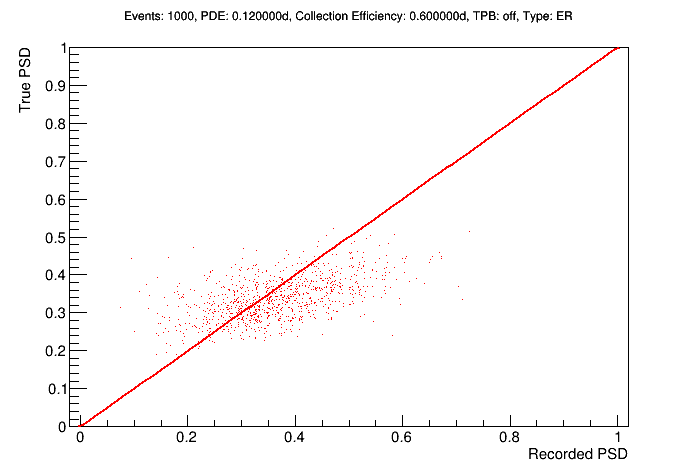 Events: 1000, PDE: 0.120000d, Collection Efficiency: 0.600000d, TPB: off, Type: ER
True PSD
1
0.9
0.8
0.7
0.6
0.5
0.4
0.3
0.2
0.1
0
0 0.2 0.4 0.6 0.8 1
Recorded PSD